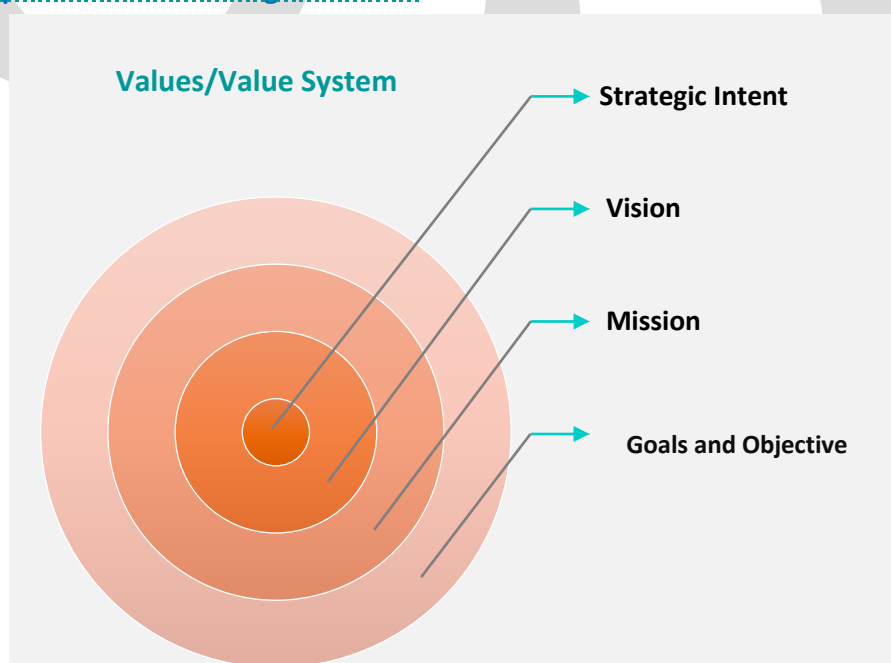 Values/Value System
Strategic Intent
Vision
Mission
Goals and Objective